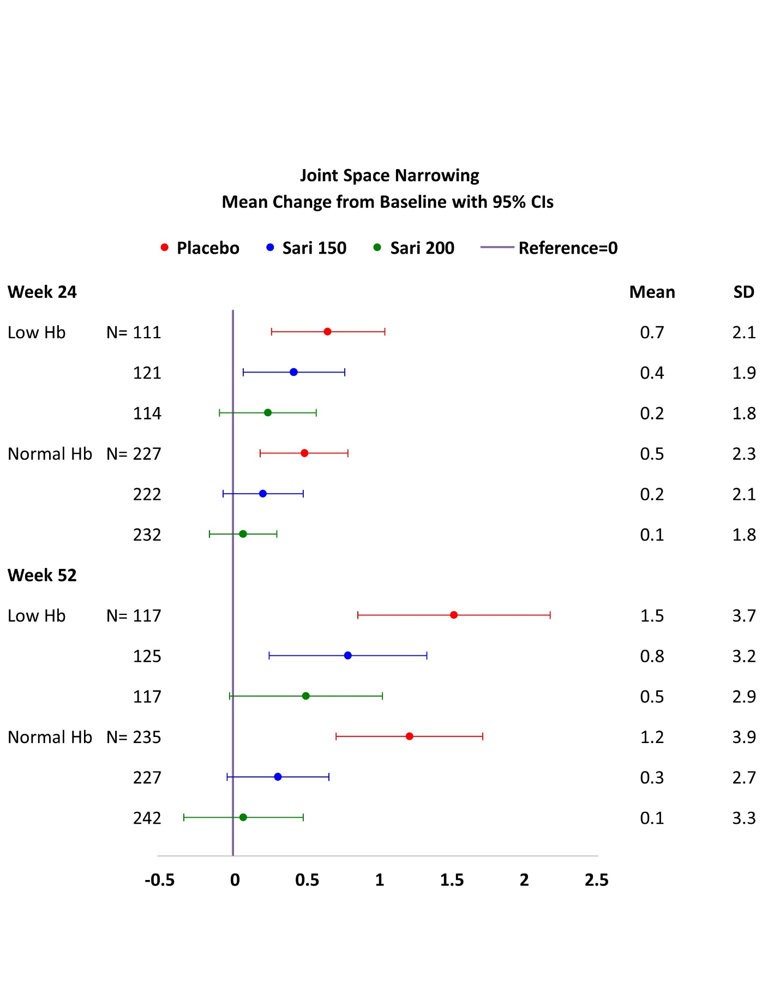 Joint Space Narrowing
Mean Change from Baseline with 95% CIs
Placebo Sari 150 Sari 200 Reference=0
Week 24 Mean SD
Low Hb N= 111 0.7 2.1
121 0.4 1.9
114 0.2 1.8
Normal Hb N= 227 0.5 2.3
222 0.2 2.1
232 0.1 1.8
Week 52
Low Hb N= 117 1.5 3.7
125 0.8 3.2
117 0.5 2.9
Normal Hb N= 235 1.2 3.9
227 0.3 2.7
242 0.1 3.3
-0.5 0 0.5 1 1.5 2 2.5